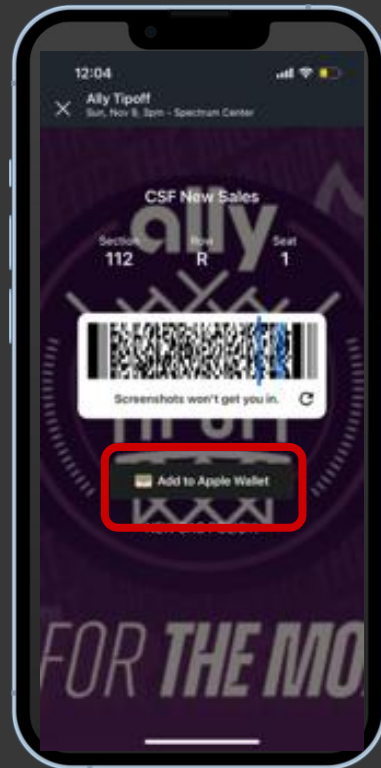 12:04
Ally Tipoff
Sun, Nov 9, 3pm - Spectrum Center
CSF New Sales
ally
Section Row Seat
112 R 1
Screenshots won't get you in.
Add to Apple Wallet
FOR THE MO